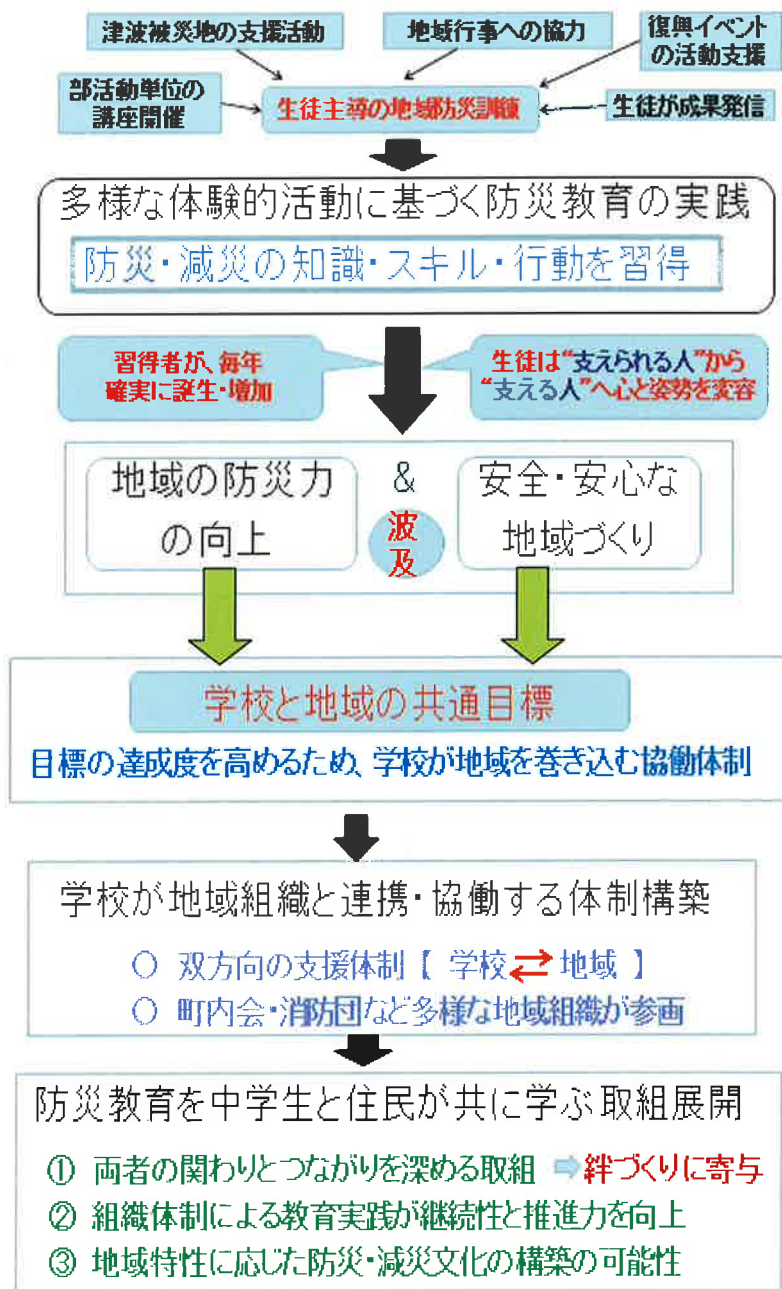 津波被災地の支援活動
地域行事への協力
復興イベント
の活動支援
部活動単位の
講座開催
生徒主導の地域防災訓練
生徒が成果発信
多様な体験的活動に基づく防災教育の実践
防災・減災の知識・スキル・行動を習得
習得者が、毎年
確実に誕生・増加
生徒は“支えられる人”から
“支える人”へ心と姿勢を変容
地域の防災力
の向上
&
波
及
安全・安心な
地域づくり
学校と地域の共通目標
目標の達成度を高めるため、学校が地域を巻き込む協働体制
学校が地域組織と連携・協働する体制構築
○ 双方向の支援体制【 学校⇄地域 】
○ 町内会・消防団など多様な地域組織が参画
防災教育を中学生と住民が共に学ぶ取組展開
① 両者の関わりとつながりを深める取組 ⇨絆づくりに寄与
② 組織体制による教育実践が継続性と推進力を向上
③ 地域特性に応じた防災・減災文化の構築の可能性